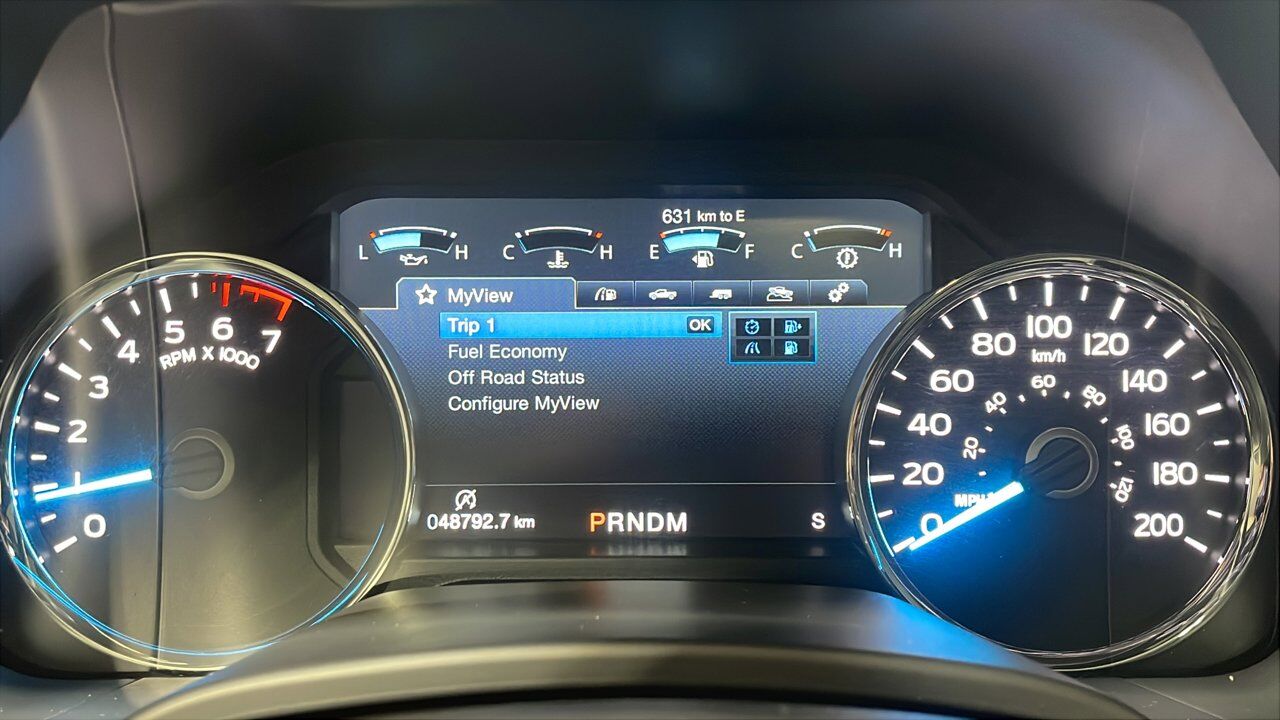 631 km to E
L H C H E F C H
MyView
Trip 1 OK
Fuel Economy
Off Road Status
Configure MyView
048792.7 km PRNDM S
0 1 2 3 4 5 6 7
RPM X 1000
0 20 40 60 80 100 120 140 160 180 200
km/h
20 40 60 80 100 120
MPH